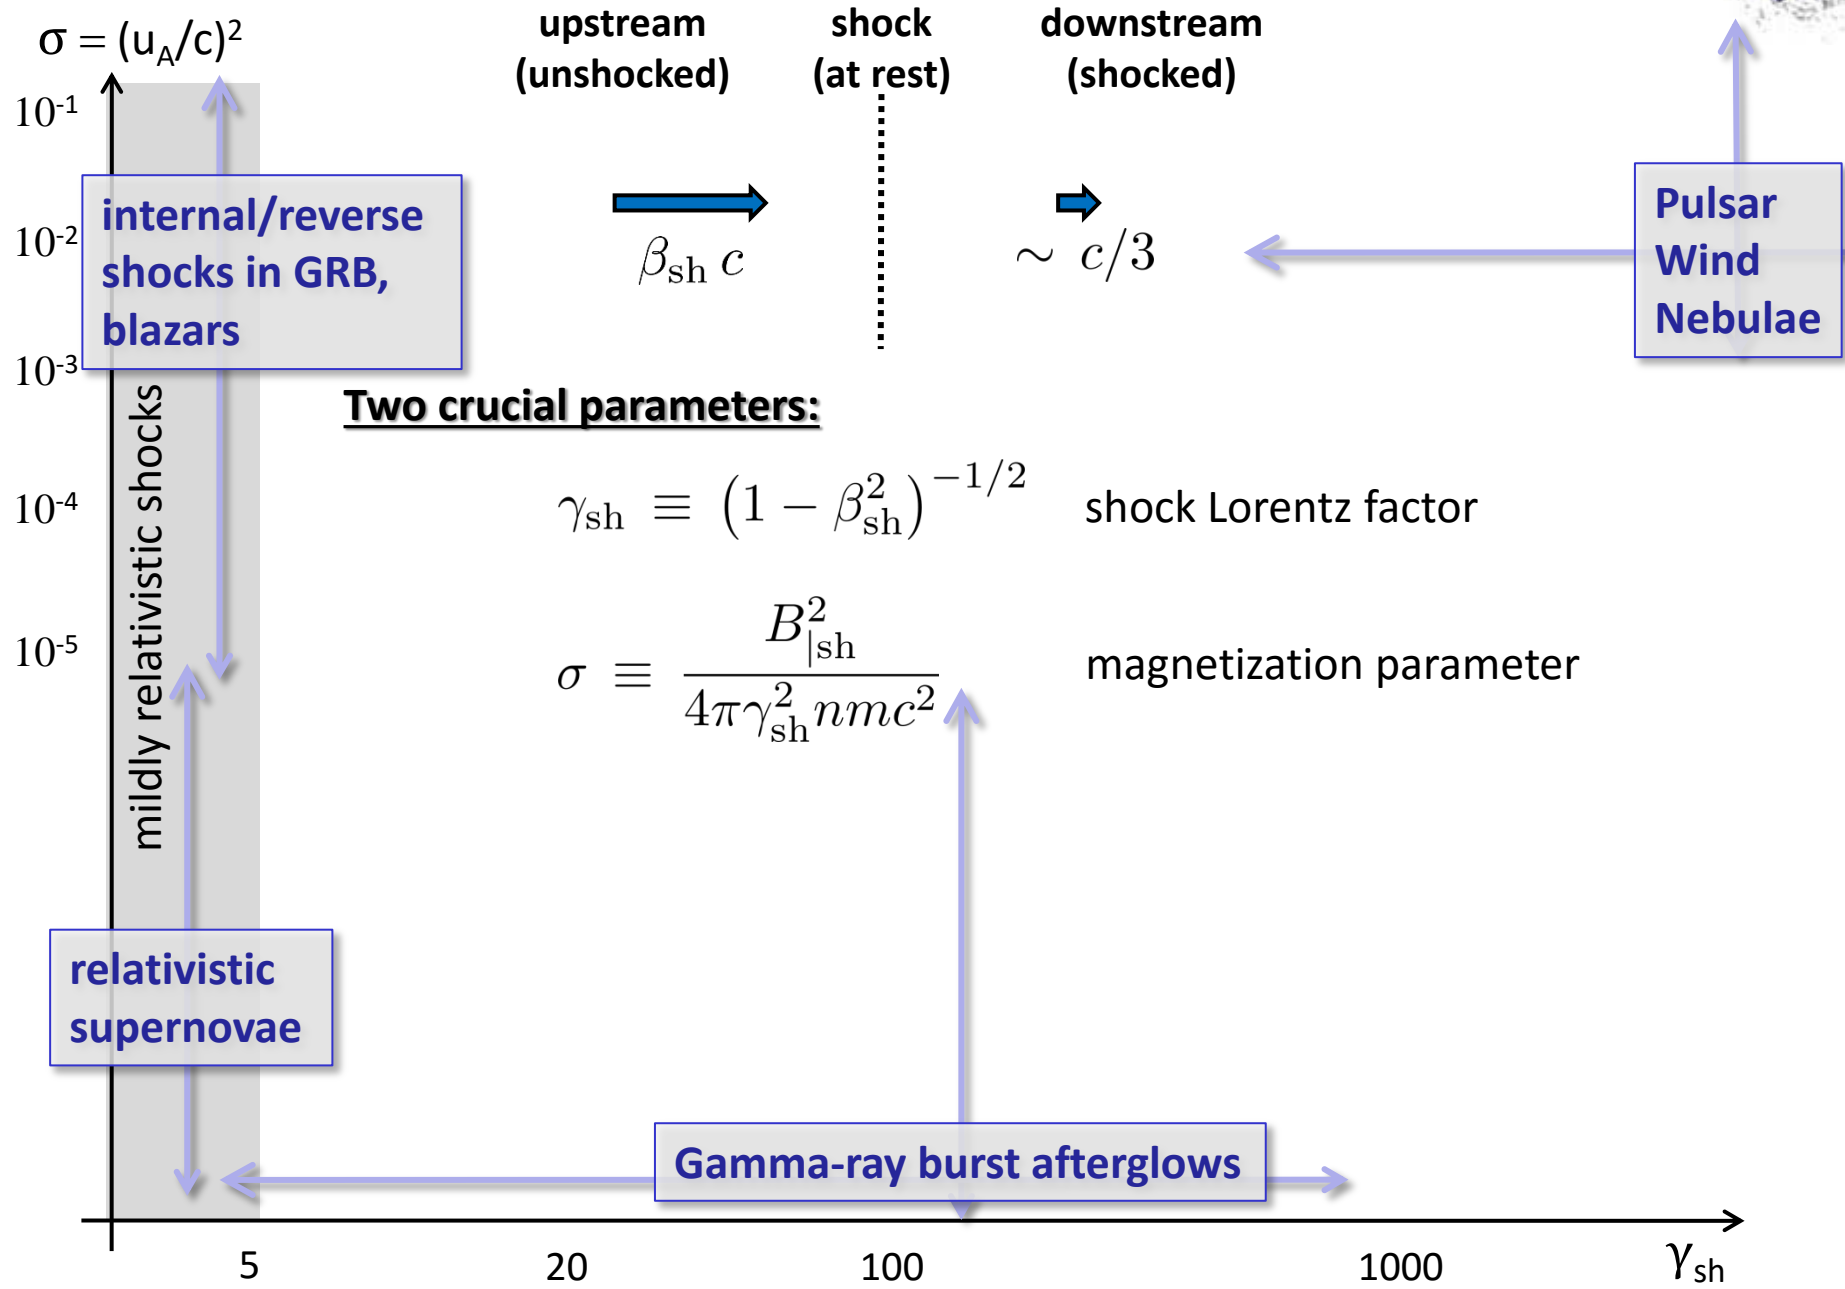 σ = (u_A/c)²
upstream
(unshocked)
shock
(at rest)
downstream
(shocked)
10⁻¹
10⁻²
10⁻³
10⁻⁴
10⁻⁵
internal/reverse
shocks in GRB,
blazars
β_sh c
∼ c/3
Pulsar
Wind
Nebulae
mildly relativistic shocks
Two crucial parameters:
γ_sh ≡ (1 − β²_sh)^{−1/2} shock Lorentz factor
σ ≡ B²_{|sh} / 4πγ²_sh nmc² magnetization parameter
relativistic
supernovae
Gamma-ray burst afterglows
5 20 100 1000 γ_sh